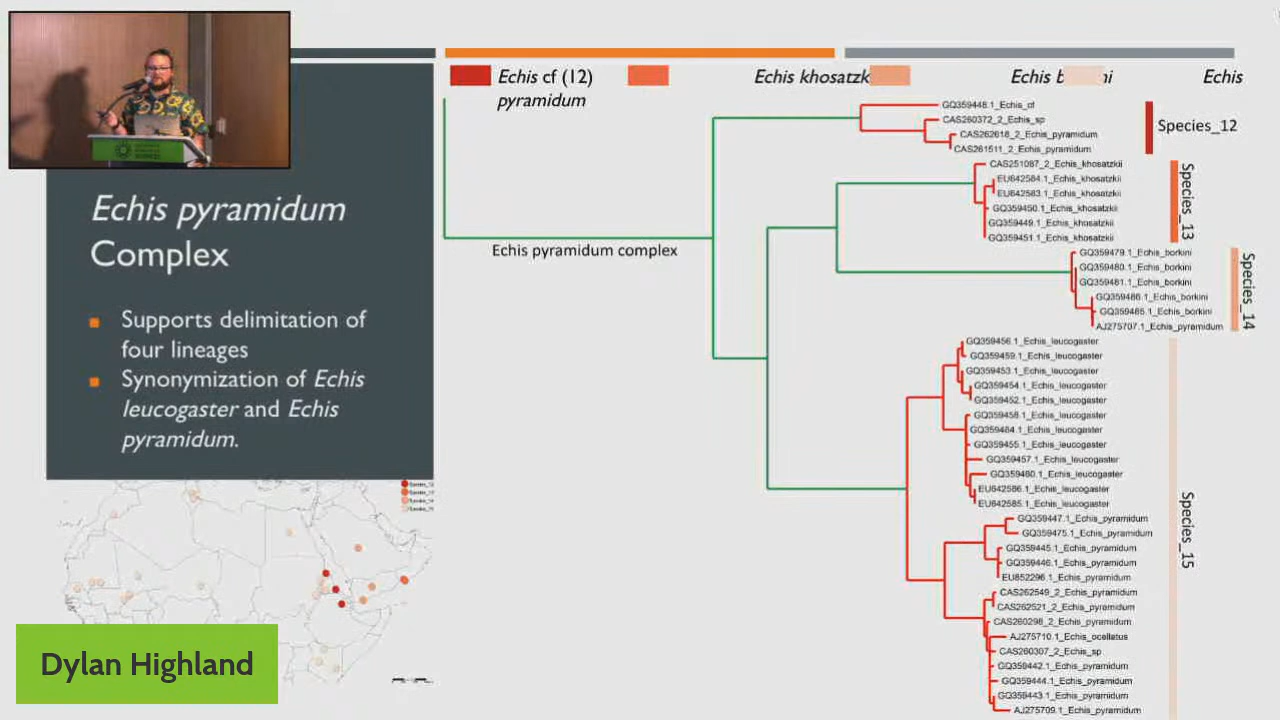 Echis cf (12)
pyramidum
Echis khosatzk
Echis b
ni
Echis
Echis pyramidum
Complex
Supports delimitation of
four lineages
Synonymization of Echis
leucogaster and Echis
pyramidum.
Echis pyramidum complex
GQ359448.1_Echis_cf
CAS260372_2_Echis_sp
CAS262618_2_Echis_pyramidum
CAS261511_2_Echis_pyramidum
Species_12
CAS251087_2_Echis_khosatzkii
EU642584.1_Echis_khosatzkii
EU642583.1_Echis_khosatzkii
GQ359450.1_Echis_khosatzkii
GQ359449.1_Echis_khosatzkii
GQ359451.1_Echis_khosatzkii
Species_13
GQ359479.1_Echis_borkini
GQ359480.1_Echis_borkini
GQ359481.1_Echis_borkini
GQ359486.1_Echis_borkini
GQ359485.1_Echis_borkini
AJ275707.1_Echis_pyramidum
Species_14
GQ359456.1_Echis_leucogaster
GQ359459.1_Echis_leucogaster
GQ359453.1_Echis_leucogaster
GQ359454.1_Echis_leucogaster
GQ359452.1_Echis_leucogaster
GQ359458.1_Echis_leucogaster
GQ359484.1_Echis_leucogaster
GQ359455.1_Echis_leucogaster
GQ359457.1_Echis_leucogaster
GQ359460.1_Echis_leucogaster
EU642586.1_Echis_leucogaster
EU642585.1_Echis_leucogaster
GQ359447.1_Echis_pyramidum
GQ359475.1_Echis_pyramidum
GQ359445.1_Echis_pyramidum
GQ359446.1_Echis_pyramidum
EU852296.1_Echis_pyramidum
CAS262549_2_Echis_pyramidum
CAS262521_2_Echis_pyramidum
CAS260298_2_Echis_pyramidum
AJ275710.1_Echis_ocellatus
CAS260307_2_Echis_sp
GQ359442.1_Echis_pyramidum
GQ359444.1_Echis_pyramidum
GQ359443.1_Echis_pyramidum
AJ275709.1_Echis_pyramidum
Species_15
Dylan Highland